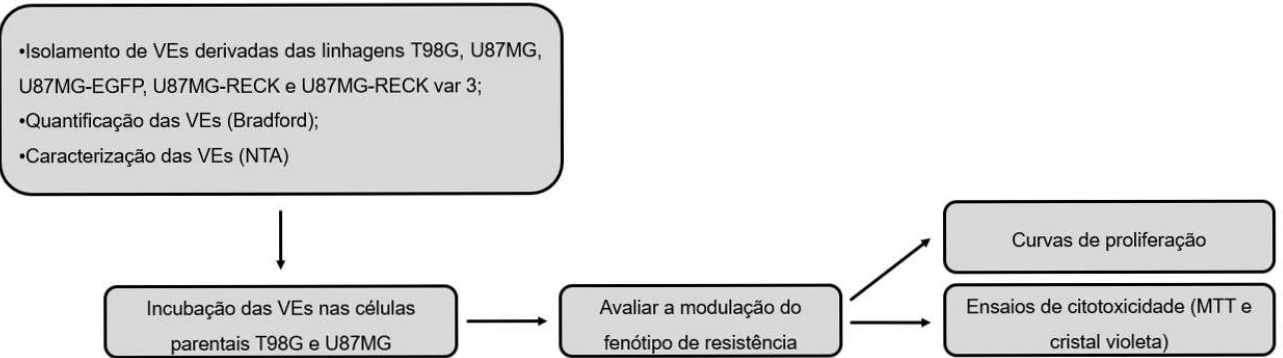 •Isolamento de VEs derivadas das linhagens T98G, U87MG,
U87MG-EGFP, U87MG-RECK e U87MG-RECK var 3;
•Quantificação das VEs (Bradford);
•Caracterização das VEs (NTA)
Incubação das VEs nas células
parentais T98G e U87MG
Avaliar a modulação do
fenótipo de resistência
Curvas de proliferação
Ensaios de citotoxicidade (MTT e
cristal violeta)